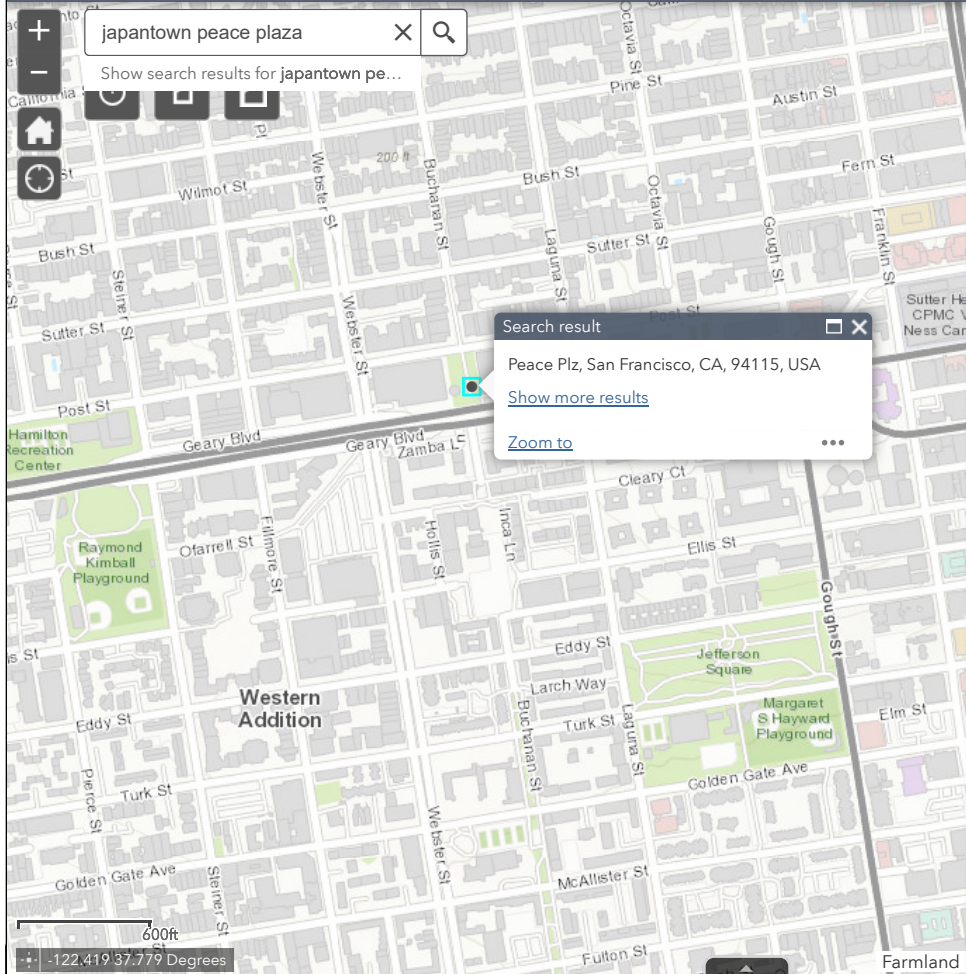 japantown peace plaza
Show search results for japantown pe…
Octavia St
Pine St
Austin St
California
Pl
200 ft
Webster St
Buchanan St
Bush St
Fern St
St
Wilmot St
Octavia St
Bush St
Laguna St
Sutter St
Gough St
Franklin St
Steiner St
Webster St
Sutter St
Post St
Sutter He
CPMC V
Ness Can
Search result
Peace Plz, San Francisco, CA, 94115, USA
Show more results
Zoom to
Post St
Hamilton
Recreation
Center
Geary Blvd
Geary Blvd
Zamba Ln
Cleary Ct
Raymond
Kimball
Playground
Ofarrell St
Fillmore St
Hollis St
Inca Ln
Ellis St
Gough St
is St
Eddy St
Jefferson
Square
Western
Addition
Larch Way
Margaret
S Hayward
Playground
Elm St
Eddy St
Buchanan St
Turk St
Laguna St
Golden Gate Ave
Pierce St
Turk St
Webster St
Golden Gate Ave
Steiner St
McAllister St
600ft
-122.419 37.779 Degrees
Fulton St
Farmland